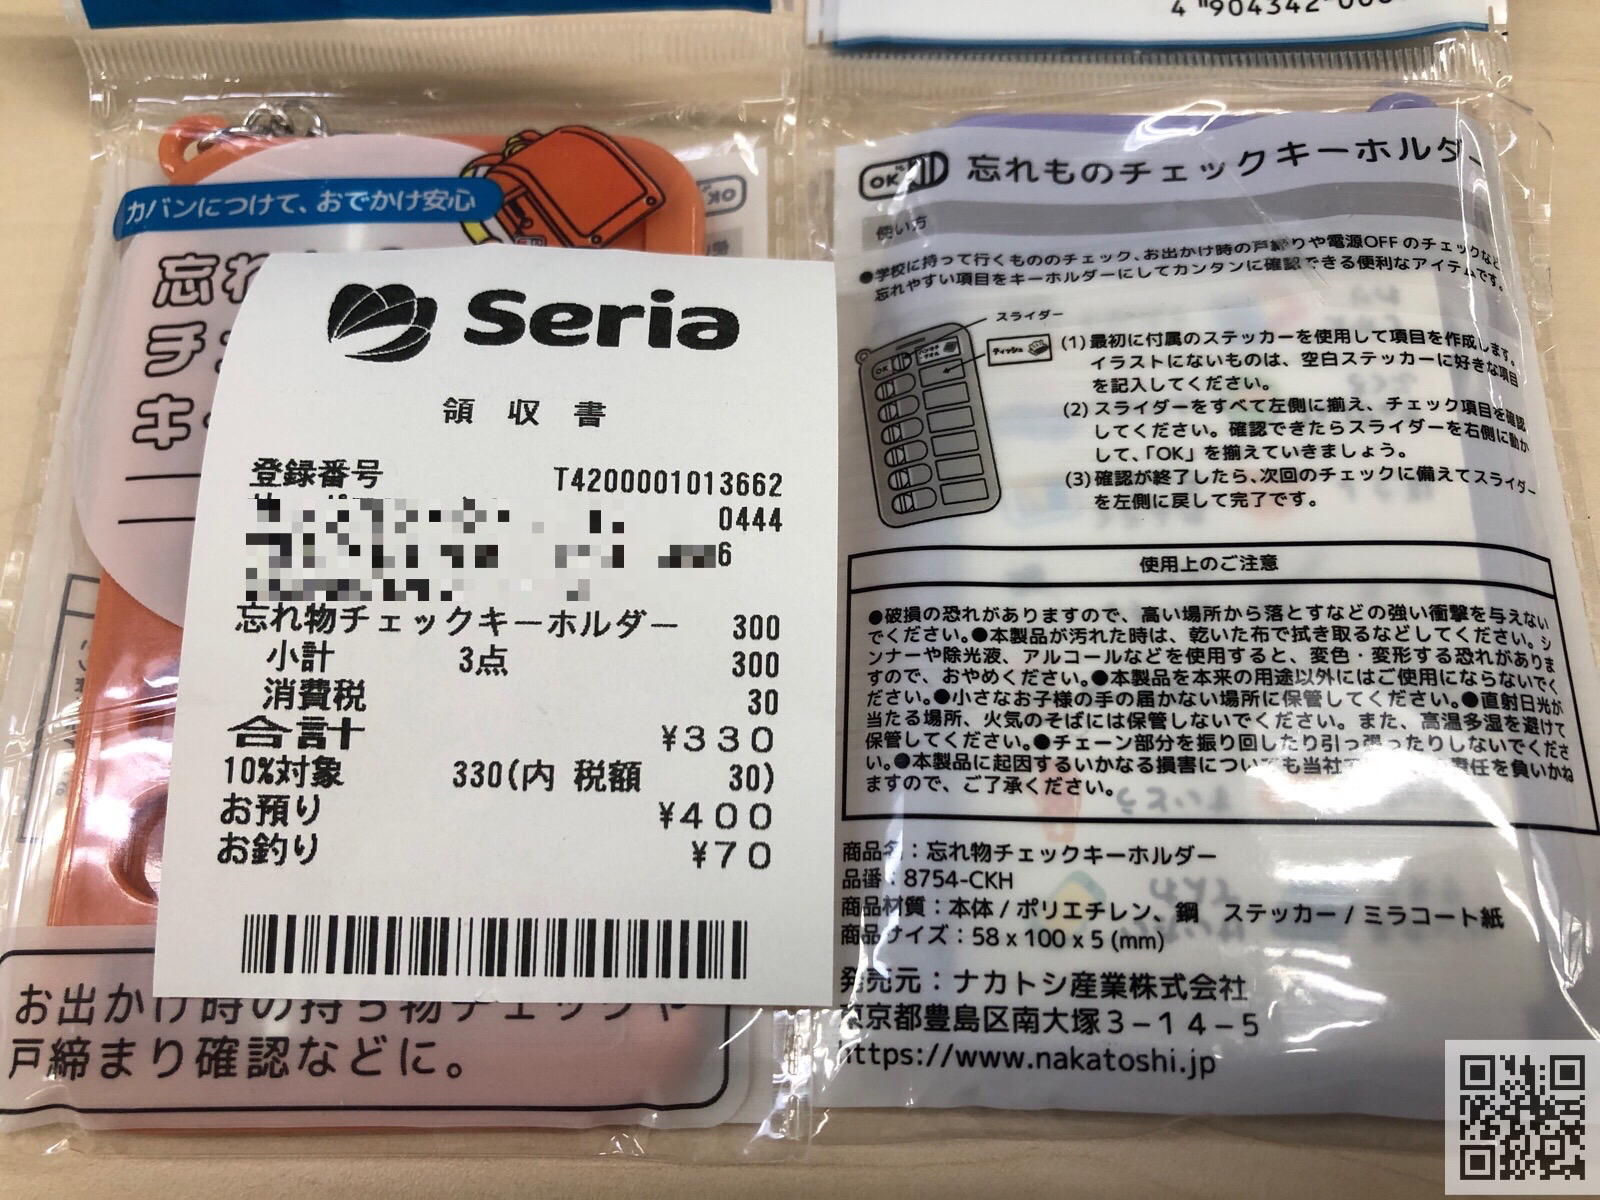 4 904342 00
カバンにつけて、おでかけ安心
忘れ
チ
キ
お出かけ時の持ち物チェックや
戸締まり確認などに。
Seria
領収書
登録番号 T4200001013662
0444
6
忘れ物チェックキーホルダー 300
小計 3点 300
消費税 30
合計 ¥330
10%対象 330(内 税額 30)
お預り ¥400
お釣り ¥70
OK 忘れものチェックキーホルダー
使い方
●学校に持って行くもののチェック、お出かけ時の戸締りや電源OFFのチェックなど
忘れやすい項目をキーホルダーにしてカンタンに確認できる便利なアイテムです。
スライダー
ティッシュ
OK
(1)最初に付属のステッカーを使用して項目を作成します。
イラストにないものは、空白ステッカーに好きな項目
を記入してください。
(2)スライダーをすべて左側に揃え、チェック項目を確認
してください。確認できたらスライダーを右側に動か
して、「OK」を揃えていきましょう。
(3)確認が終了したら、次回のチェックに備えてスライダー
を左側に戻して完了です。
使用上のご注意
●破損の恐れがありますので、高い場所から落とすなどの強い衝撃を与えない
でください。●本製品が汚れた時は、乾いた布で拭き取るなどしてください。シ
ンナーや除光液、アルコールなどを使用すると、変色・変形する恐れがありま
すので、おやめください。●本製品を本来の用途以外にはご使用にならないでく
ださい。●小さなお子様の手の届かない場所に保管してください。●直射日光が
当たる場所、火気のそばには保管しないでください。また、高温多湿を避けて
保管してください。●チェーン部分を振り回したり引っ張ったりしないでくださ
い。●本製品に起因するいかなる損害についても当社で 責任を負いかね
ますので、ご了承ください。
商品名：忘れ物チェックキーホルダー
品番：8754-CKH
商品材質：本体 / ポリエチレン、鋼 ステッカー / ミラコート紙
商品サイズ：58 x 100 x 5 (mm)
発売元：ナカトシ産業株式会社
東京都豊島区南大塚3－14－5
https://www.nakatoshi.jp